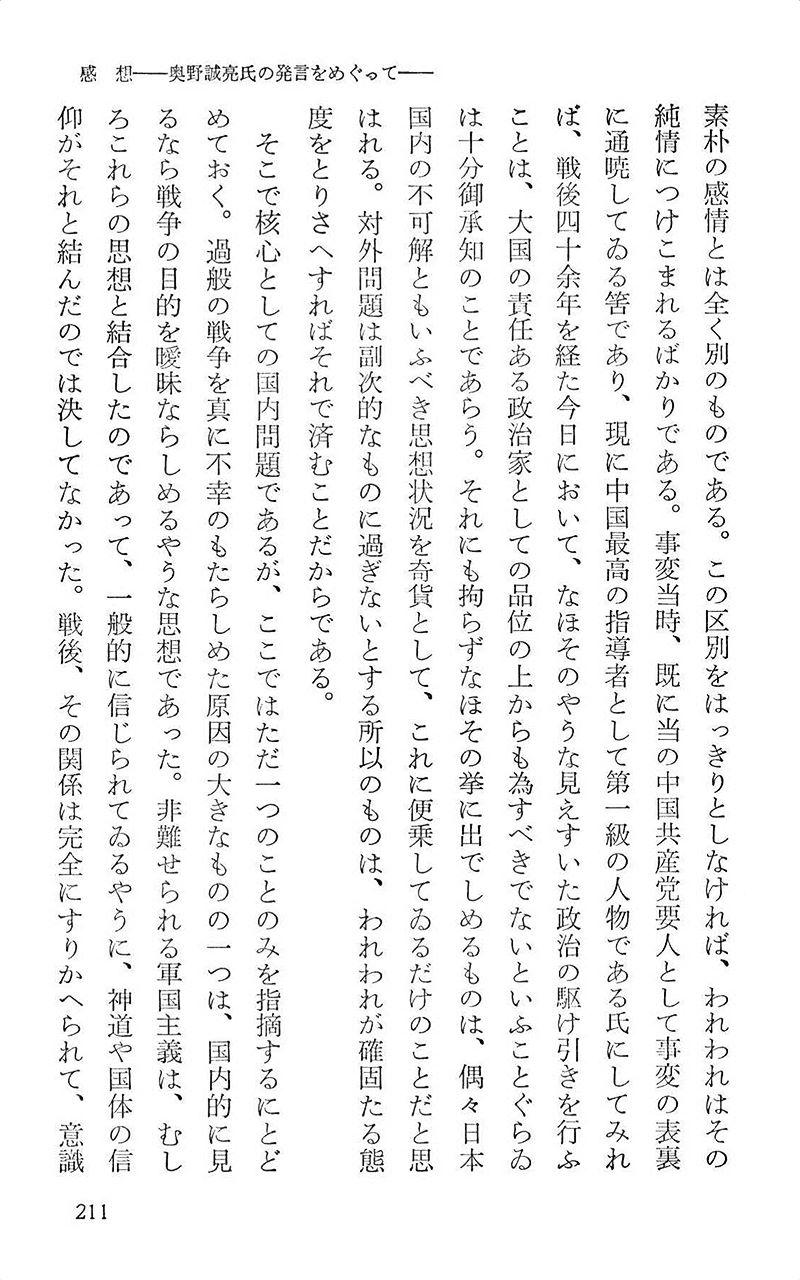 感　想――奥野誠亮氏の発言をめぐって――
素朴の感情とは全く別のものである。この区別をはっきりとしなければ、われわれはその
純情につけこまれるばかりである。事変当時、既に当の中国共産党要人として事変の表裏
に通暁してゐる筈であり、現に中国最高の指導者として第一級の人物である氏にしてみれ
ば、戦後四十余年を経た今日において、なほそのやうな見えすいた政治の駆け引きを行ふ
ことは、大国の責任ある政治家としての品位の上からも為すべきでないといふことぐらゐ
は十分御承知のことであらう。それにも拘らずなほその挙に出でしめるものは、偶々日本
国内の不可解ともいふべき思想状況を奇貨として、これに便乗してゐるだけのことだと思
はれる。対外問題は副次的なものに過ぎないとする所以のものは、われわれが確固たる態
度をとりさへすればそれで済むことだからである。
　そこで核心としての国内問題であるが、ここではただ一つのことのみを指摘するにとど
めておく。過般の戦争を真に不幸のもたらしめた原因の大きなものの一つは、国内的に見
るなら戦争の目的を曖昧ならしめるやうな思想であった。非難せられる軍国主義は、むし
ろこれらの思想と結合したのであって、一般的に信じられてゐるやうに、神道や国体の信
仰がそれと結んだのでは決してなかった。戦後、その関係は完全にすりかへられて、意識
211